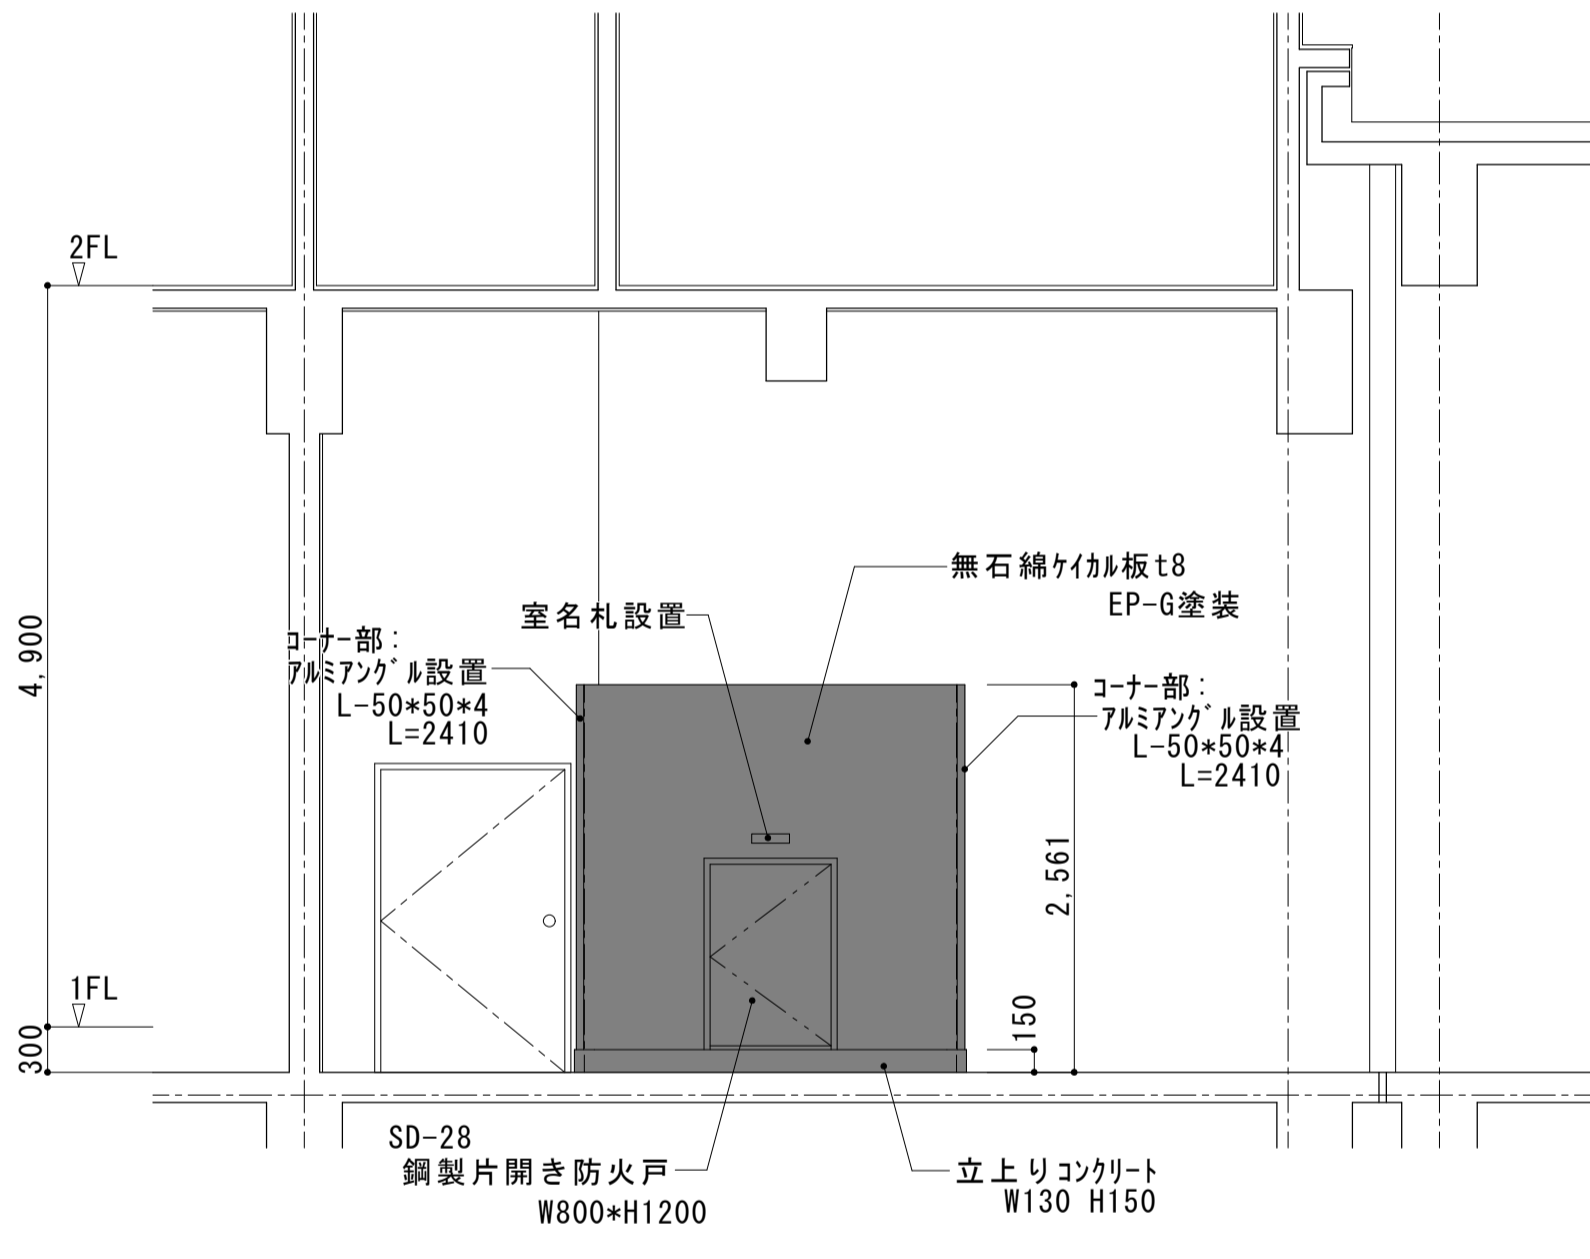 2FL
4,900
1FL
300
無石綿ｹｲｶﾙ板t8
EP-G塗装
室名札設置
ｺｰﾅｰ部：
ｱﾙﾐｱﾝｸﾞﾙ設置
L-50*50*4
L=2410
ｺｰﾅｰ部：
ｱﾙﾐｱﾝｸﾞﾙ設置
L-50*50*4
L=2410
2,561
150
SD-28
鋼製片開き防火戸
W800*H1200
立上りｺﾝｸﾘｰﾄ
W130 H150